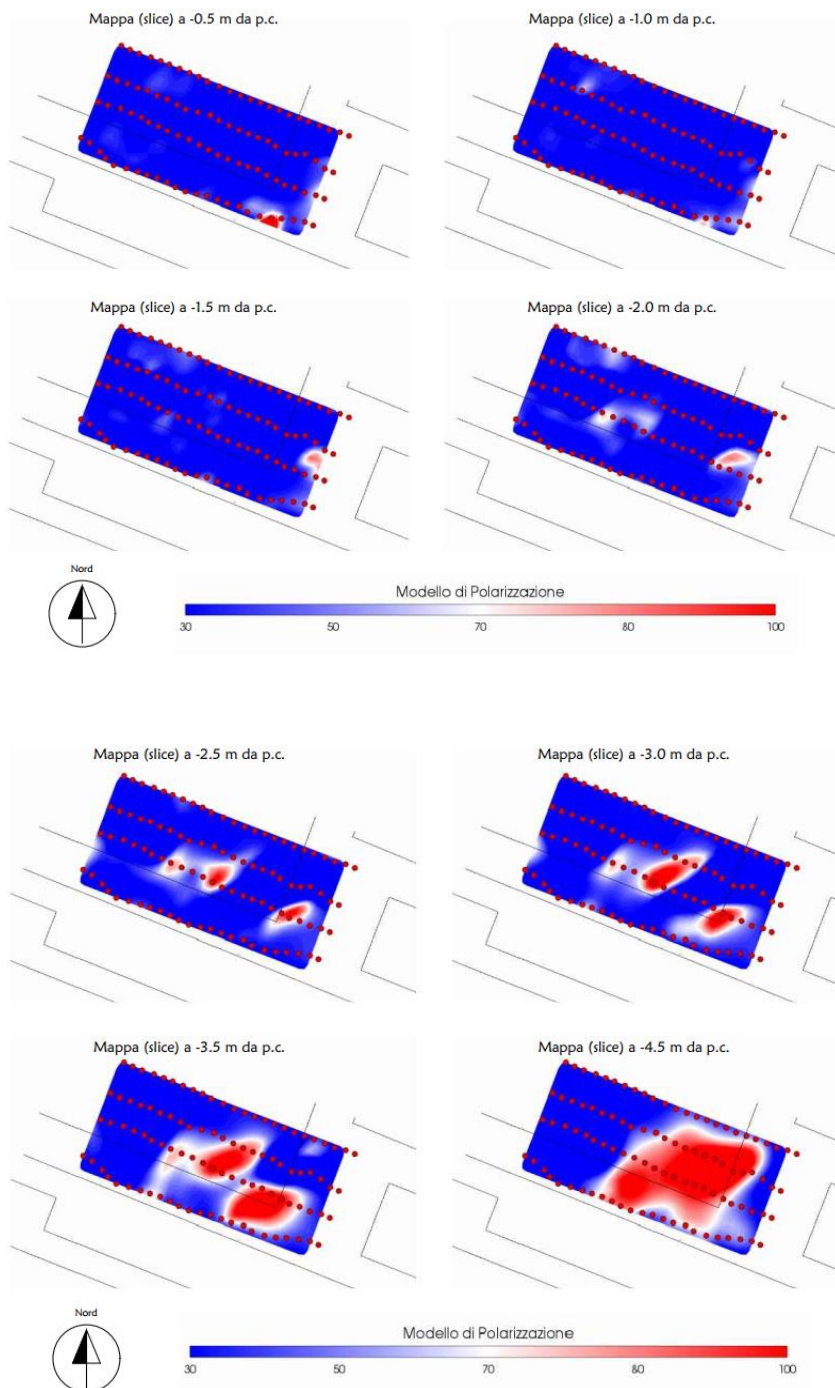 Mappa (slice) a -0.5 m da p.c.
Mappa (slice) a -1.0 m da p.c.
Mappa (slice) a -1.5 m da p.c.
Mappa (slice) a -2.0 m da p.c.
Nord
Modello di Polarizzazione
30 50 70 80 100
Mappa (slice) a -2.5 m da p.c.
Mappa (slice) a -3.0 m da p.c.
Mappa (slice) a -3.5 m da p.c.
Mappa (slice) a -4.5 m da p.c.
Nord
Modello di Polarizzazione
30 50 70 80 100